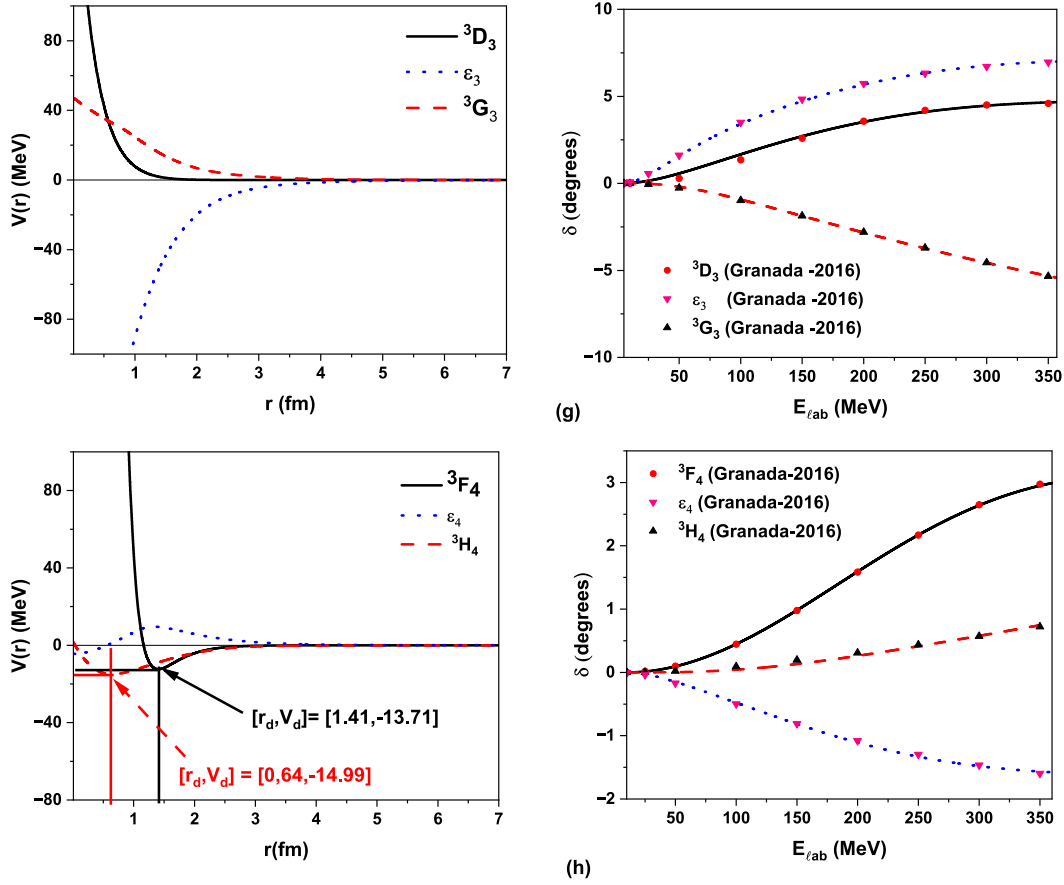 80
40
0
−40
−80
V(r) (MeV)
³D₃
ε₃
³G₃
1 2 3 4 5 6 7
r (fm)
10
5
0
−5
−10
δ (degrees)
³D₃ (Granada -2016)
ε₃ (Granada -2016)
³G₃ (Granada -2016)
50 100 150 200 250 300 350
E_ℓab (MeV)
(g)
80
40
0
−40
−80
V(r) (MeV)
³F₄
ε₄
³H₄
[r_d,V_d]= [1.41,-13.71]
[r_d,V_d] = [0,64,-14.99]
0 1 2 3 4 5 6 7
r(fm)
3
2
1
0
−1
−2
δ (degrees)
³F₄ (Granada-2016)
ε₄ (Granada-2016)
³H₄ (Granada-2016)
50 100 150 200 250 300 350
E_ℓab (MeV)
(h)